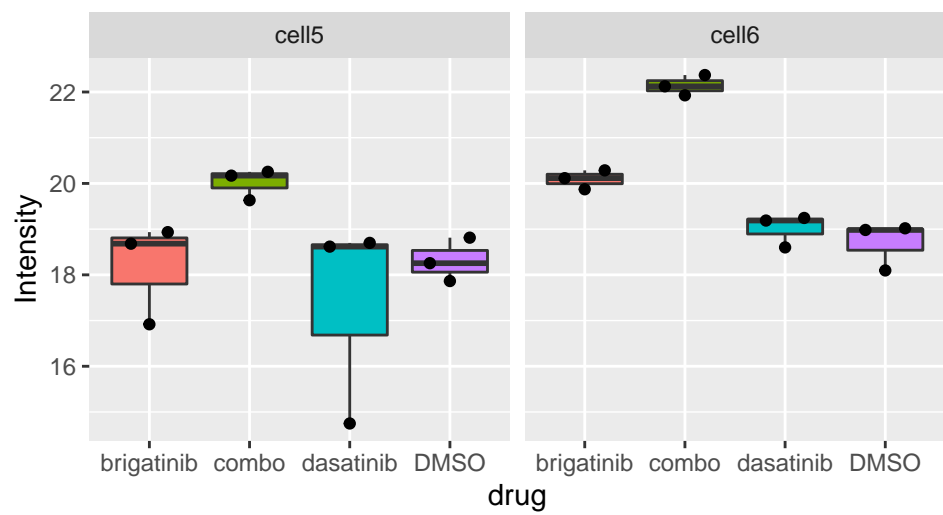 cell5 cell6
Intensity
22
20
18
16
brigatinib combo dasatinib DMSO brigatinib combo dasatinib DMSO
drug